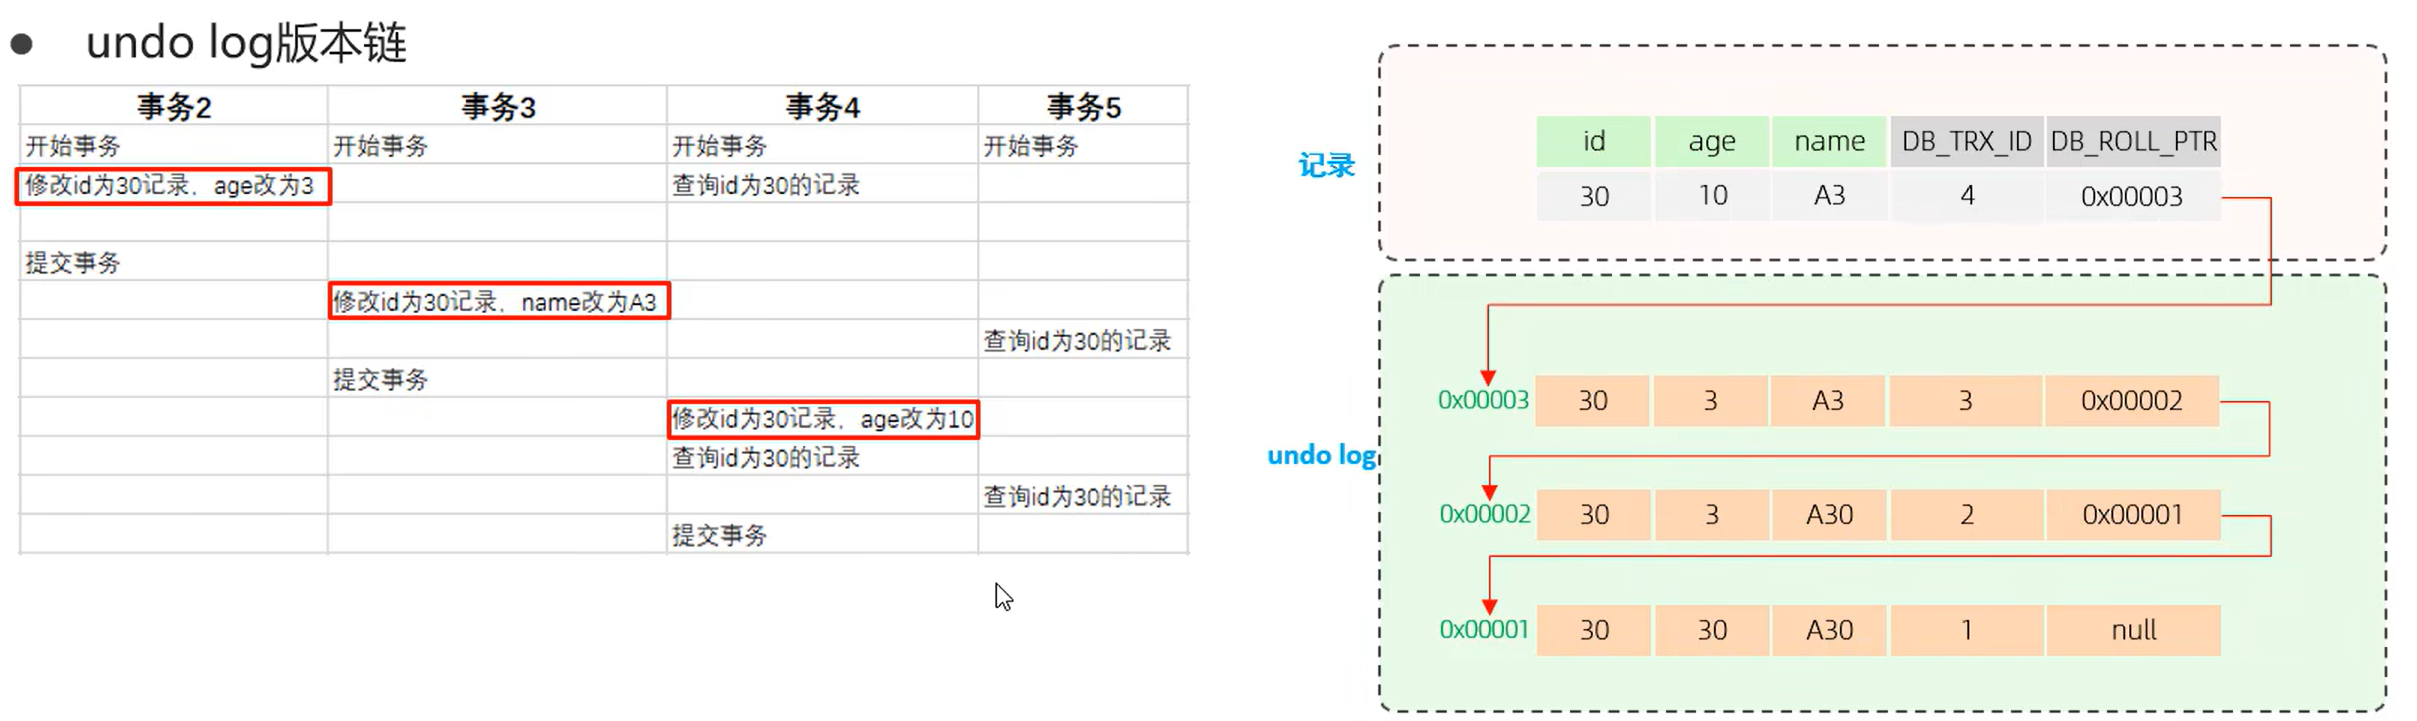 ● undo log版本链
事务2 事务3 事务4 事务5
开始事务 开始事务 开始事务 开始事务
修改id为30记录，age改为3 查询id为30的记录
提交事务
修改id为30记录，name改为A3
查询id为30的记录
提交事务
修改id为30记录，age改为10
查询id为30的记录
查询id为30的记录
提交事务
记录
id age name DB_TRX_ID DB_ROLL_PTR
30 10 A3 4 0x00003
undo log
0x00003 30 3 A3 3 0x00002
0x00002 30 3 A30 2 0x00001
0x00001 30 30 A30 1 null